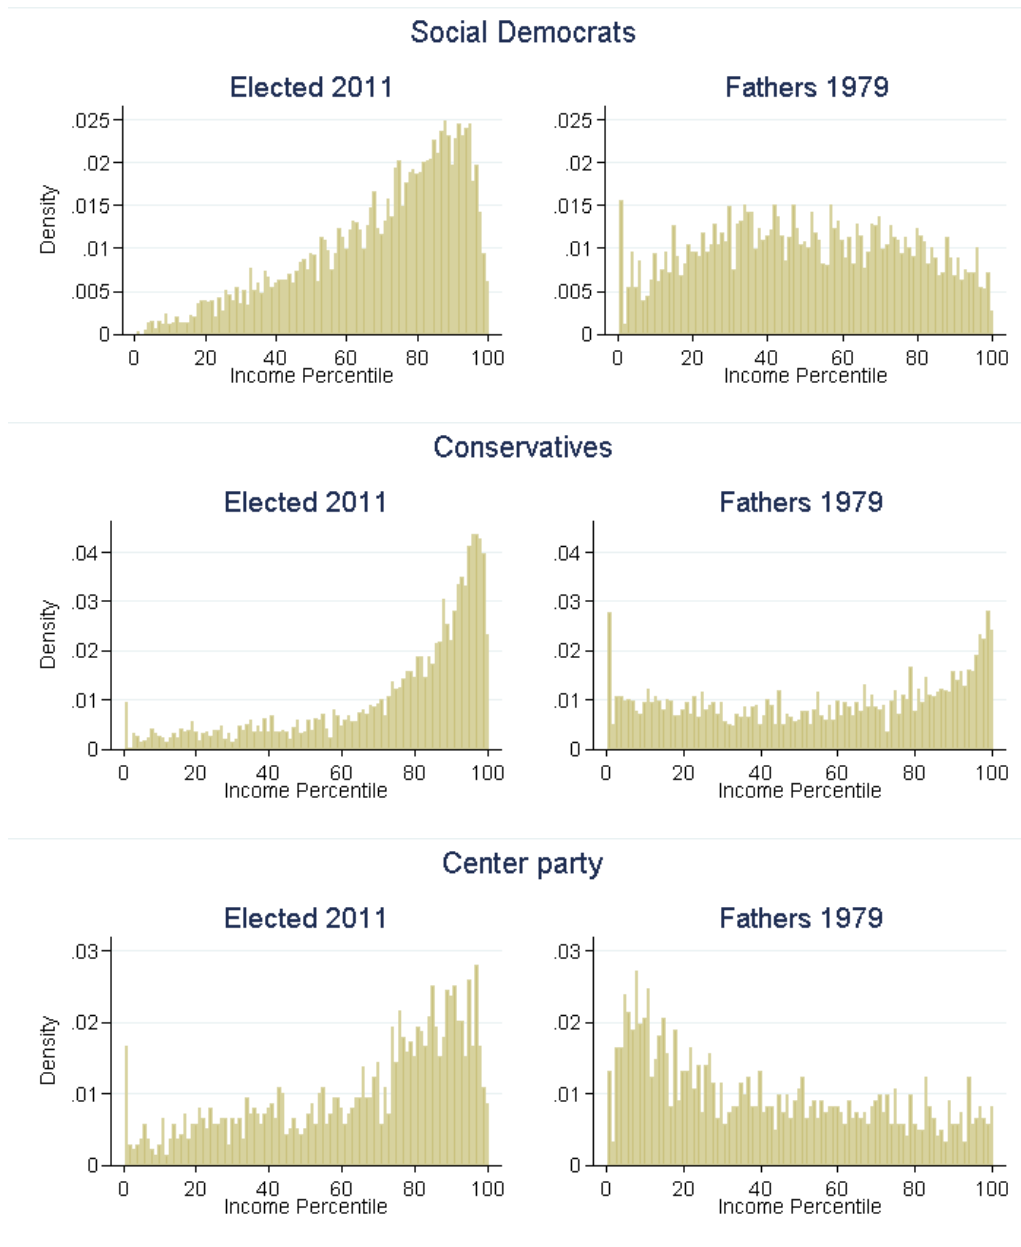 Social Democrats
Elected 2011
Fathers 1979
Density
.025
.02
.015
.01
.005
0
0 20 40 60 80 100
Income Percentile
.025
.02
.015
.01
.005
0
0 20 40 60 80 100
Income Percentile
Conservatives
Elected 2011
Fathers 1979
Density
.04
.03
.02
.01
0
0 20 40 60 80 100
Income Percentile
.04
.03
.02
.01
0
0 20 40 60 80 100
Income Percentile
Center party
Elected 2011
Fathers 1979
Density
.03
.02
.01
0
0 20 40 60 80 100
Income Percentile
.03
.02
.01
0
0 20 40 60 80 100
Income Percentile